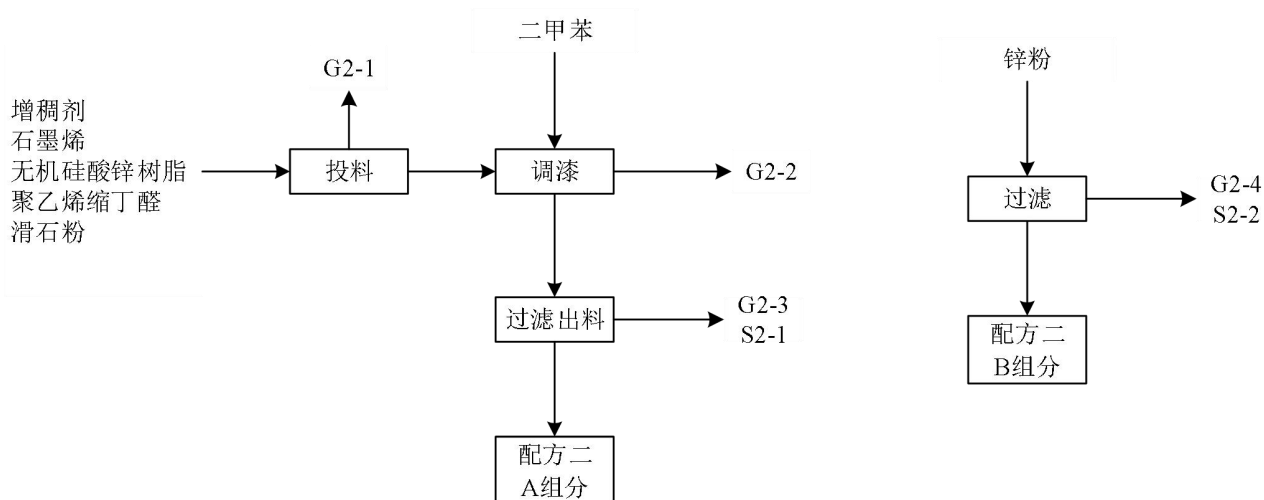 二甲苯
G2-1
增稠剂
石墨烯
无机硅酸锌树脂
聚乙烯缩丁醛
滑石粉
投料
调漆
G2-2
过滤出料
G2-3
S2-1
配方二
A组分
锌粉
过滤
G2-4
S2-2
配方二
B组分